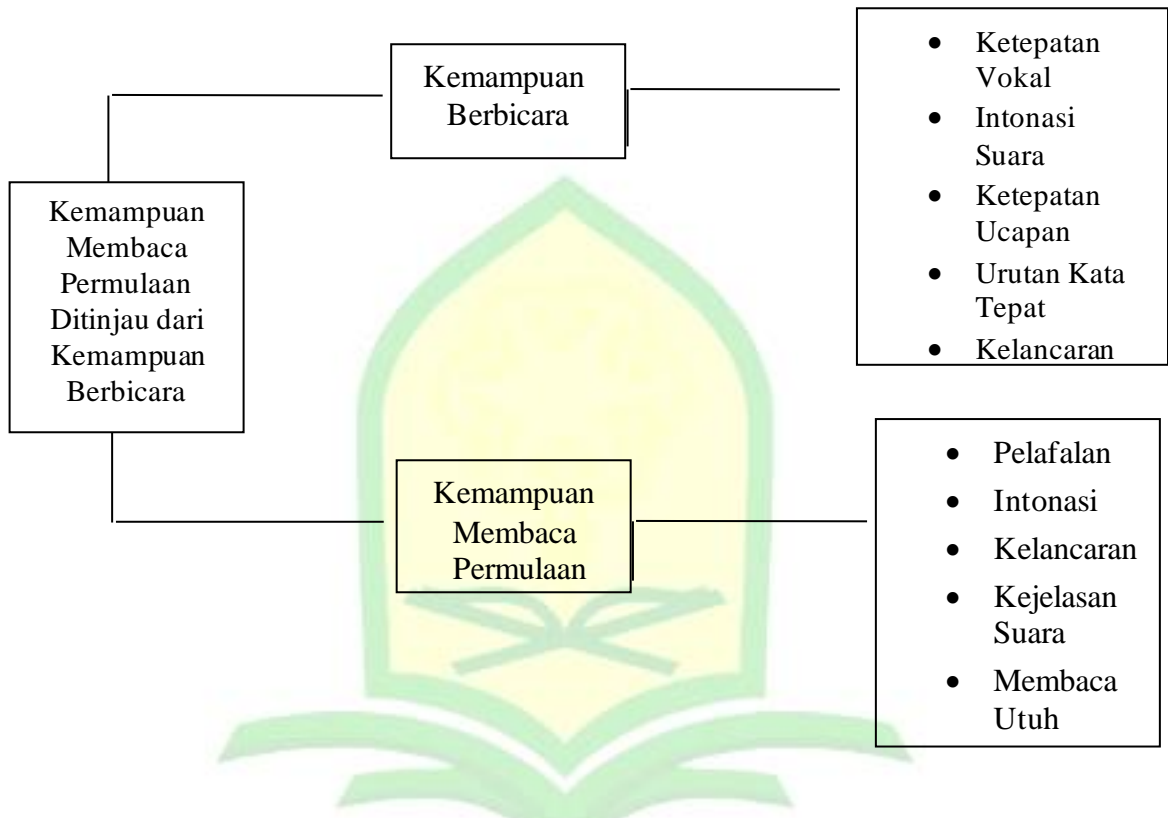 Kemampuan
Berbicara
• Ketepatan
Vokal
• Intonasi
Suara
• Ketepatan
Ucapan
• Urutan Kata
Tepat
• Kelancaran
Kemampuan
Membaca
Permulaan
Ditinjau dari
Kemampuan
Berbicara
Kemampuan
Membaca
Permulaan
• Pelafalan
• Intonasi
• Kelancaran
• Kejelasan
Suara
• Membaca
Utuh